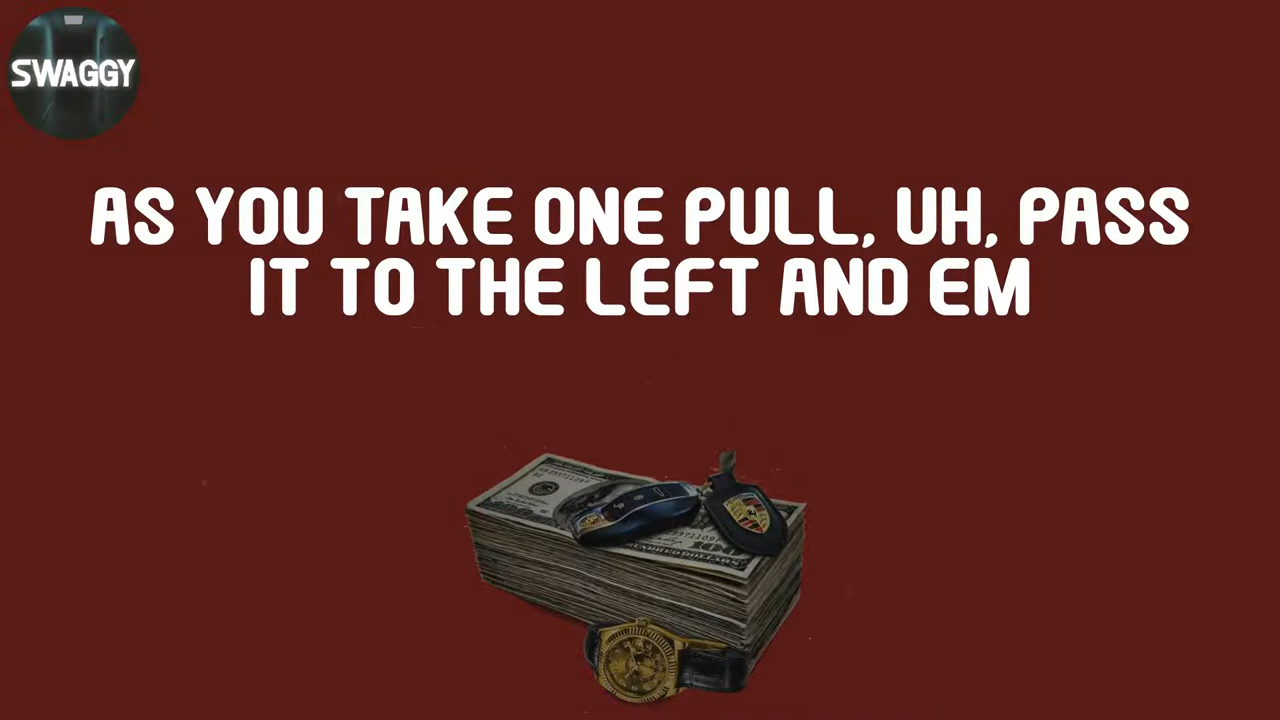 SWAGGY
AS YOU TAKE ONE PULL, UH, PASS
IT TO THE LEFT AND EM